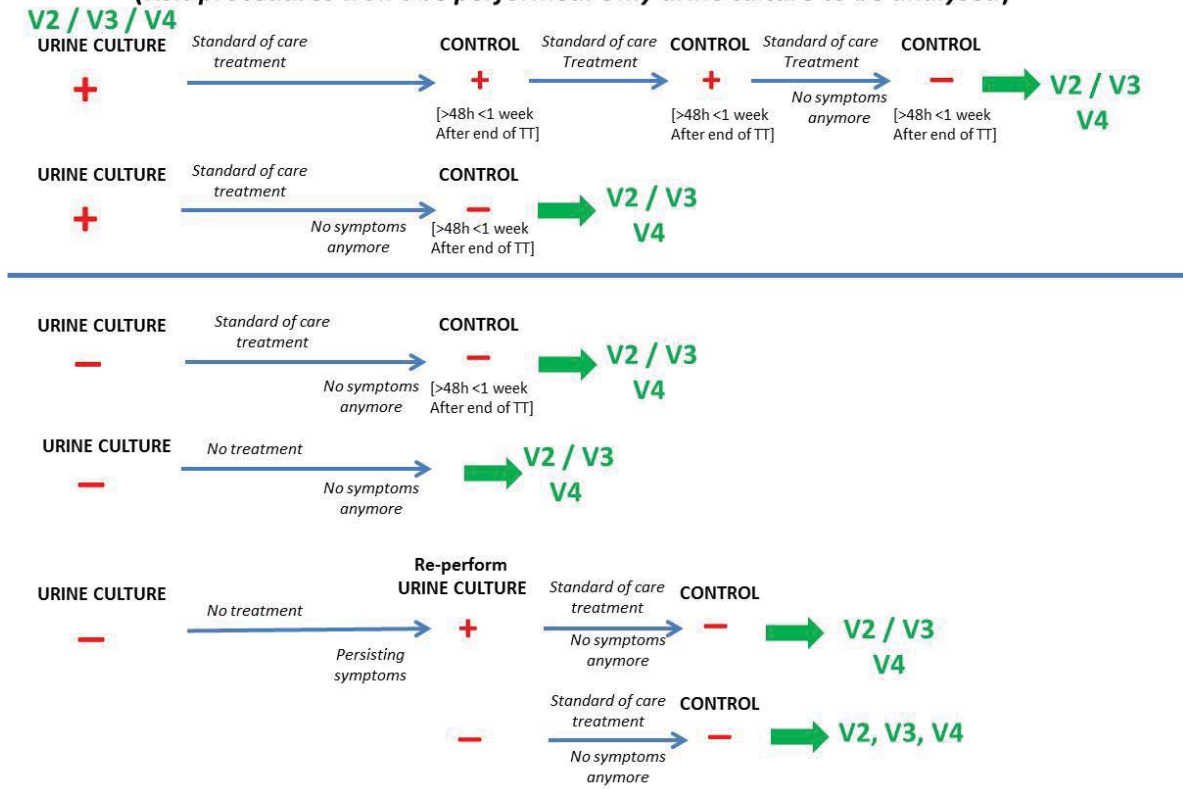 V2 / V3 / V4
URINE CULTURE
+
Standard of care
treatment
CONTROL
+
[>48h <1 week
After end of TT]
Standard of care
Treatment
CONTROL
+
[>48h <1 week
After end of TT]
Standard of care
Treatment
No symptoms
anymore
CONTROL
−
[>48h <1 week
After end of TT]
V2 / V3
V4
URINE CULTURE
+
Standard of care
treatment
No symptoms
anymore
CONTROL
−
[>48h <1 week
After end of TT]
V2 / V3
V4
URINE CULTURE
−
Standard of care
treatment
No symptoms
anymore
CONTROL
−
[>48h <1 week
After end of TT]
V2 / V3
V4
URINE CULTURE
−
No treatment
No symptoms
anymore
V2 / V3
V4
URINE CULTURE
−
No treatment
Persisting
symptoms
Re-perform
URINE CULTURE
+
Standard of care
treatment
No symptoms
anymore
CONTROL
−
V2 / V3
V4
−
Standard of care
treatment
No symptoms
anymore
CONTROL
−
V2, V3, V4